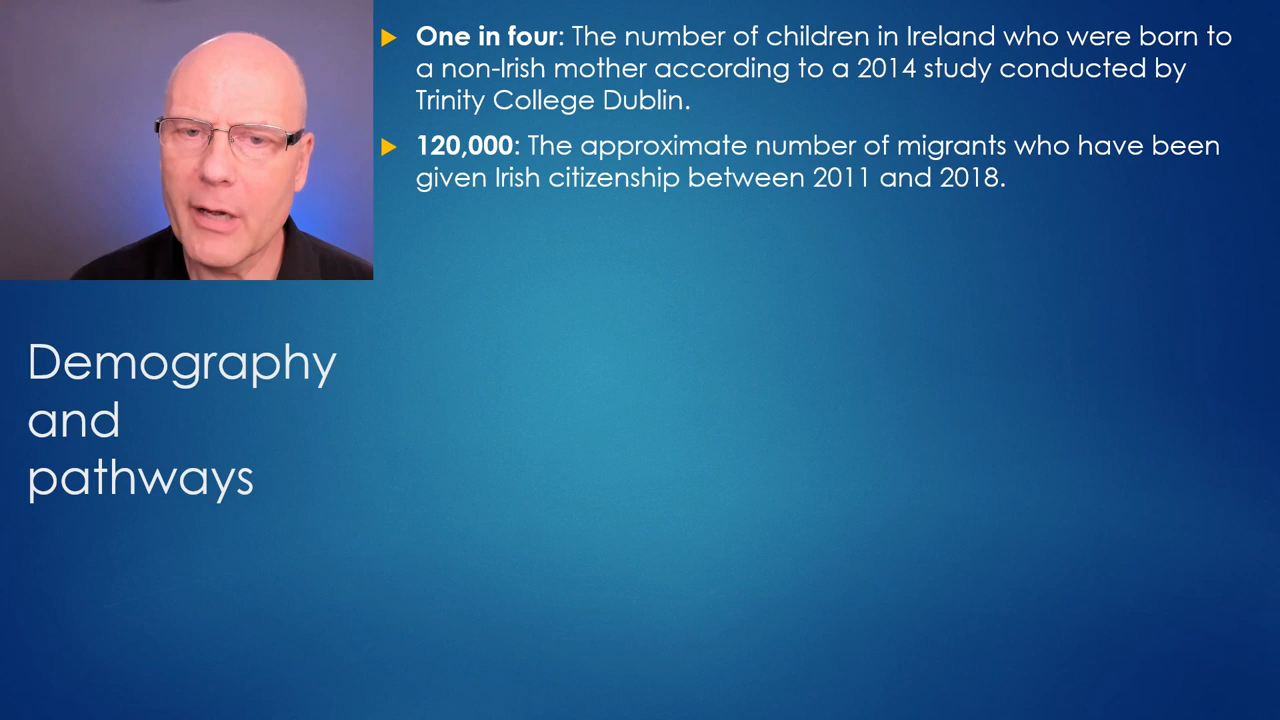 One in four: The number of children in Ireland who were born to
a non-Irish mother according to a 2014 study conducted by
Trinity College Dublin.
120,000: The approximate number of migrants who have been
given Irish citizenship between 2011 and 2018.
Demography
and
pathways